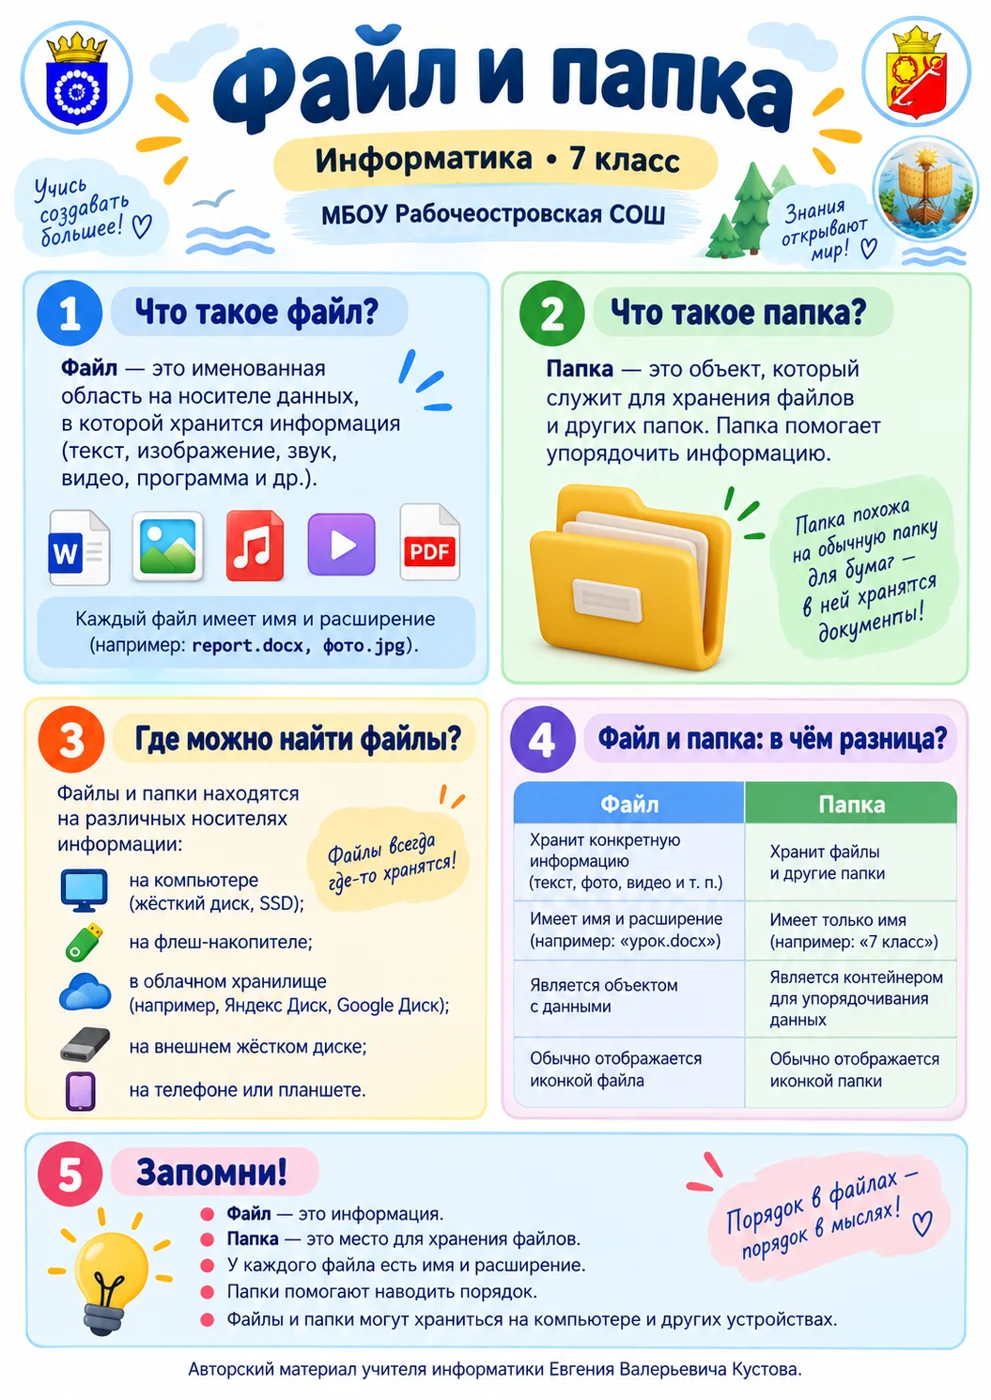 Файл и папка
Информатика • 7 класс
МБОУ Рабочеостровская СОШ
Учись
создавать
большее!
Знания
открывают
мир!
1
Что такое файл?
Файл — это именованная
область на носителе данных,
в которой хранится информация
(текст, изображение, звук,
видео, программа и др.).
W
PDF
Каждый файл имеет имя и расширение
(например: report.docx, фото.jpg).
2
Что такое папка?
Папка — это объект, который
служит для хранения файлов
и других папок. Папка помогает
упорядочить информацию.
Папка похожа
на обычную папку
для бумаг —
в ней хранятся
документы!
3
Где можно найти файлы?
Файлы и папки находятся
на различных носителях
информации:
Файлы всегда
где-то хранятся!
на компьютере
(жёсткий диск, SSD);
на флеш-накопителе;
в облачном хранилище
(например, Яндекс Диск, Google Диск);
на внешнем жёстком диске;
на телефоне или планшете.
4
Файл и папка: в чём разница?
Файл
Папка
Хранит конкретную
информацию
(текст, фото, видео и т. п.)
Хранит файлы
и другие папки
Имеет имя и расширение
(например: «урок.docx»)
Имеет только имя
(например: «7 класс»)
Является объектом
с данными
Является контейнером
для упорядочивания
данных
Обычно отображается
иконкой файла
Обычно отображается
иконкой папки
5
Запомни!
Файл — это информация.
Папка — это место для хранения файлов.
У каждого файла есть имя и расширение.
Папки помогают наводить порядок.
Файлы и папки могут храниться на компьютере и других устройствах.
Порядок в файлах —
порядок в мыслях!
Авторский материал учителя информатики Евгения Валерьевича Кустова.